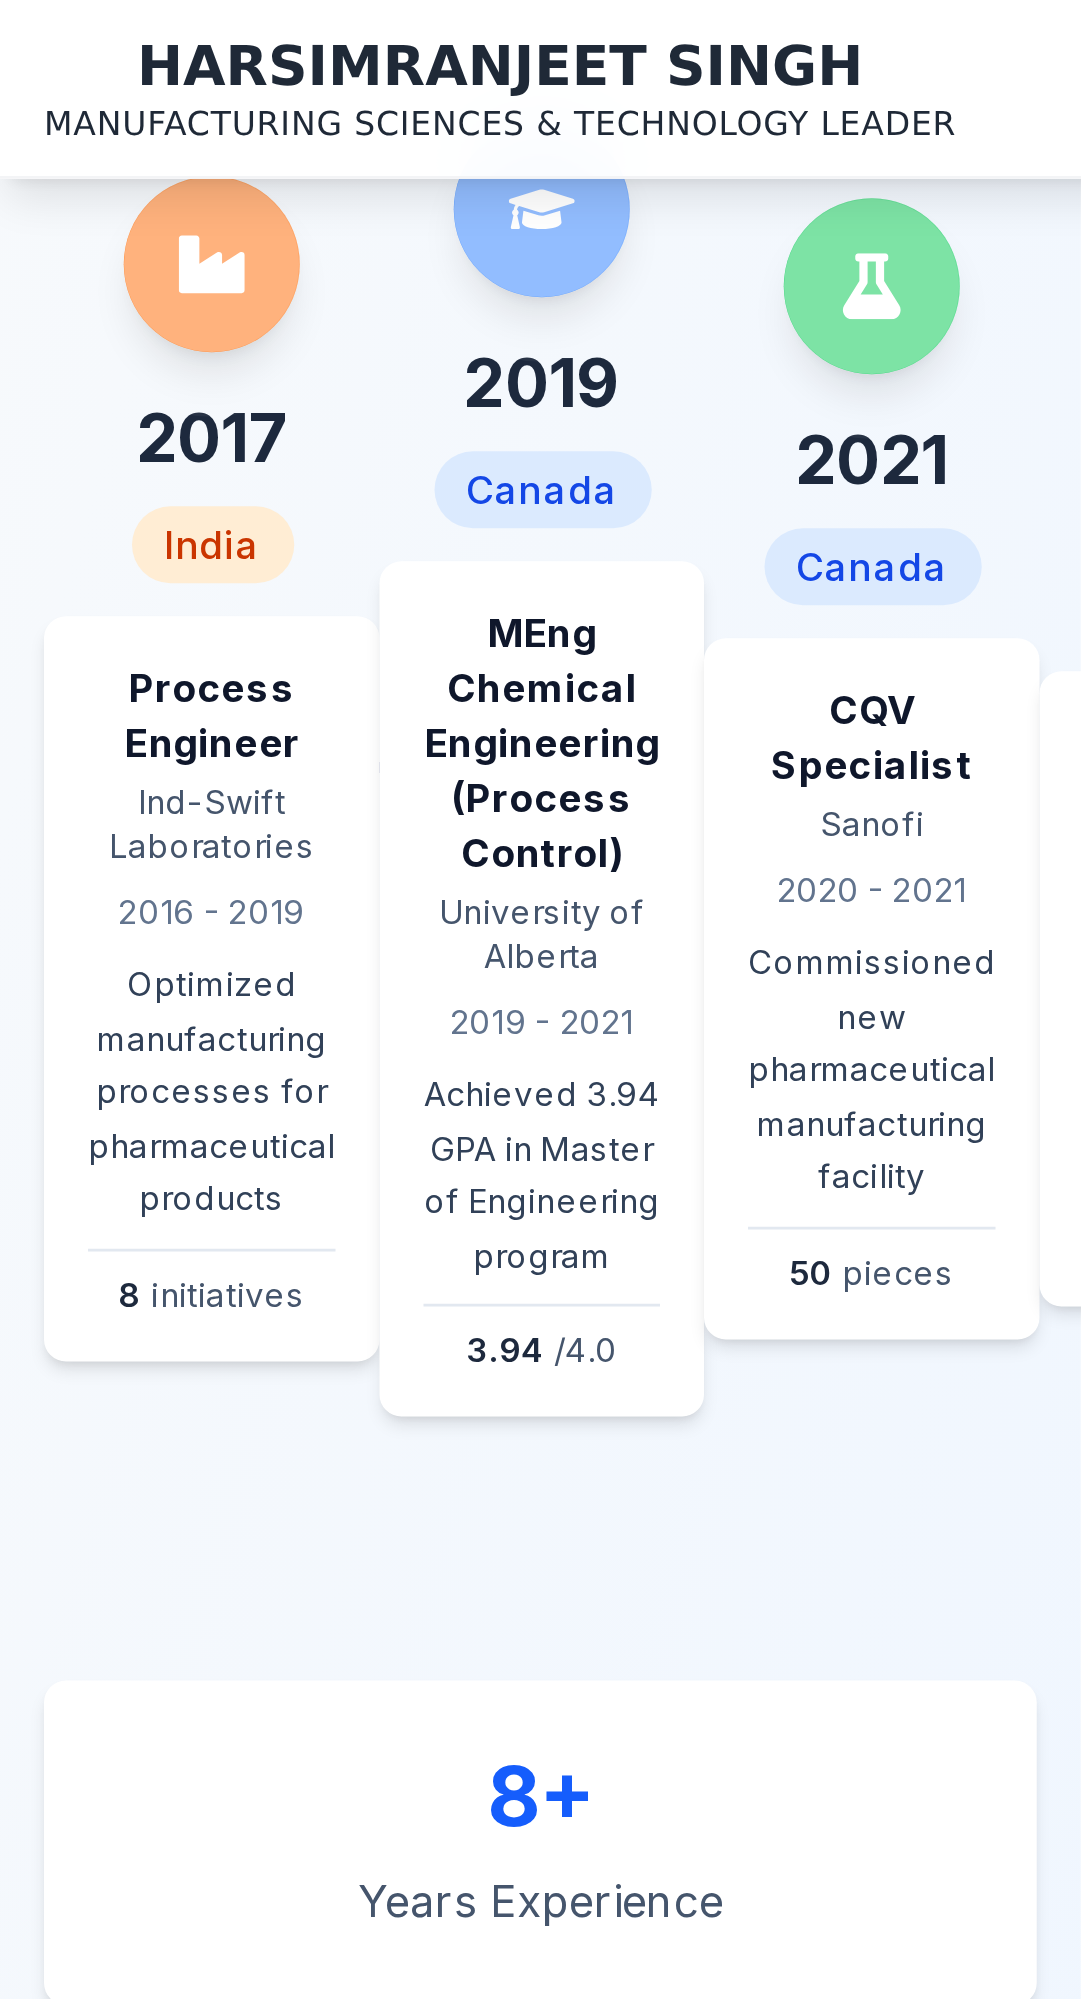 HARSIMRANJEET SINGH
MANUFACTURING SCIENCES & TECHNOLOGY LEADER
2017
India
Process
Engineer
Ind-Swift
Laboratories
2016 - 2019
Optimized
manufacturing
processes for
pharmaceutical
products
8 initiatives
2019
Canada
MEng
Chemical
Engineering
(Process
Control)
University of
Alberta
2019 - 2021
Achieved 3.94
GPA in Master
of Engineering
program
3.94 /4.0
2021
Canada
CQV
Specialist
Sanofi
2020 - 2021
Commissioned
new
pharmaceutical
manufacturing
facility
50 pieces
8+
Years Experience